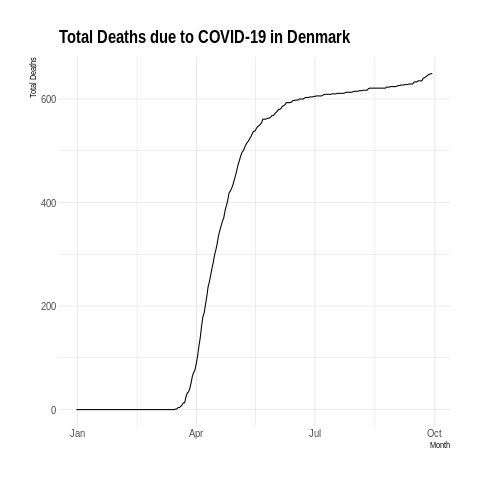 Total Deaths due to COVID-19 in Denmark
Total Deaths
600
400
200
0
Jan Apr Jul Oct
Month